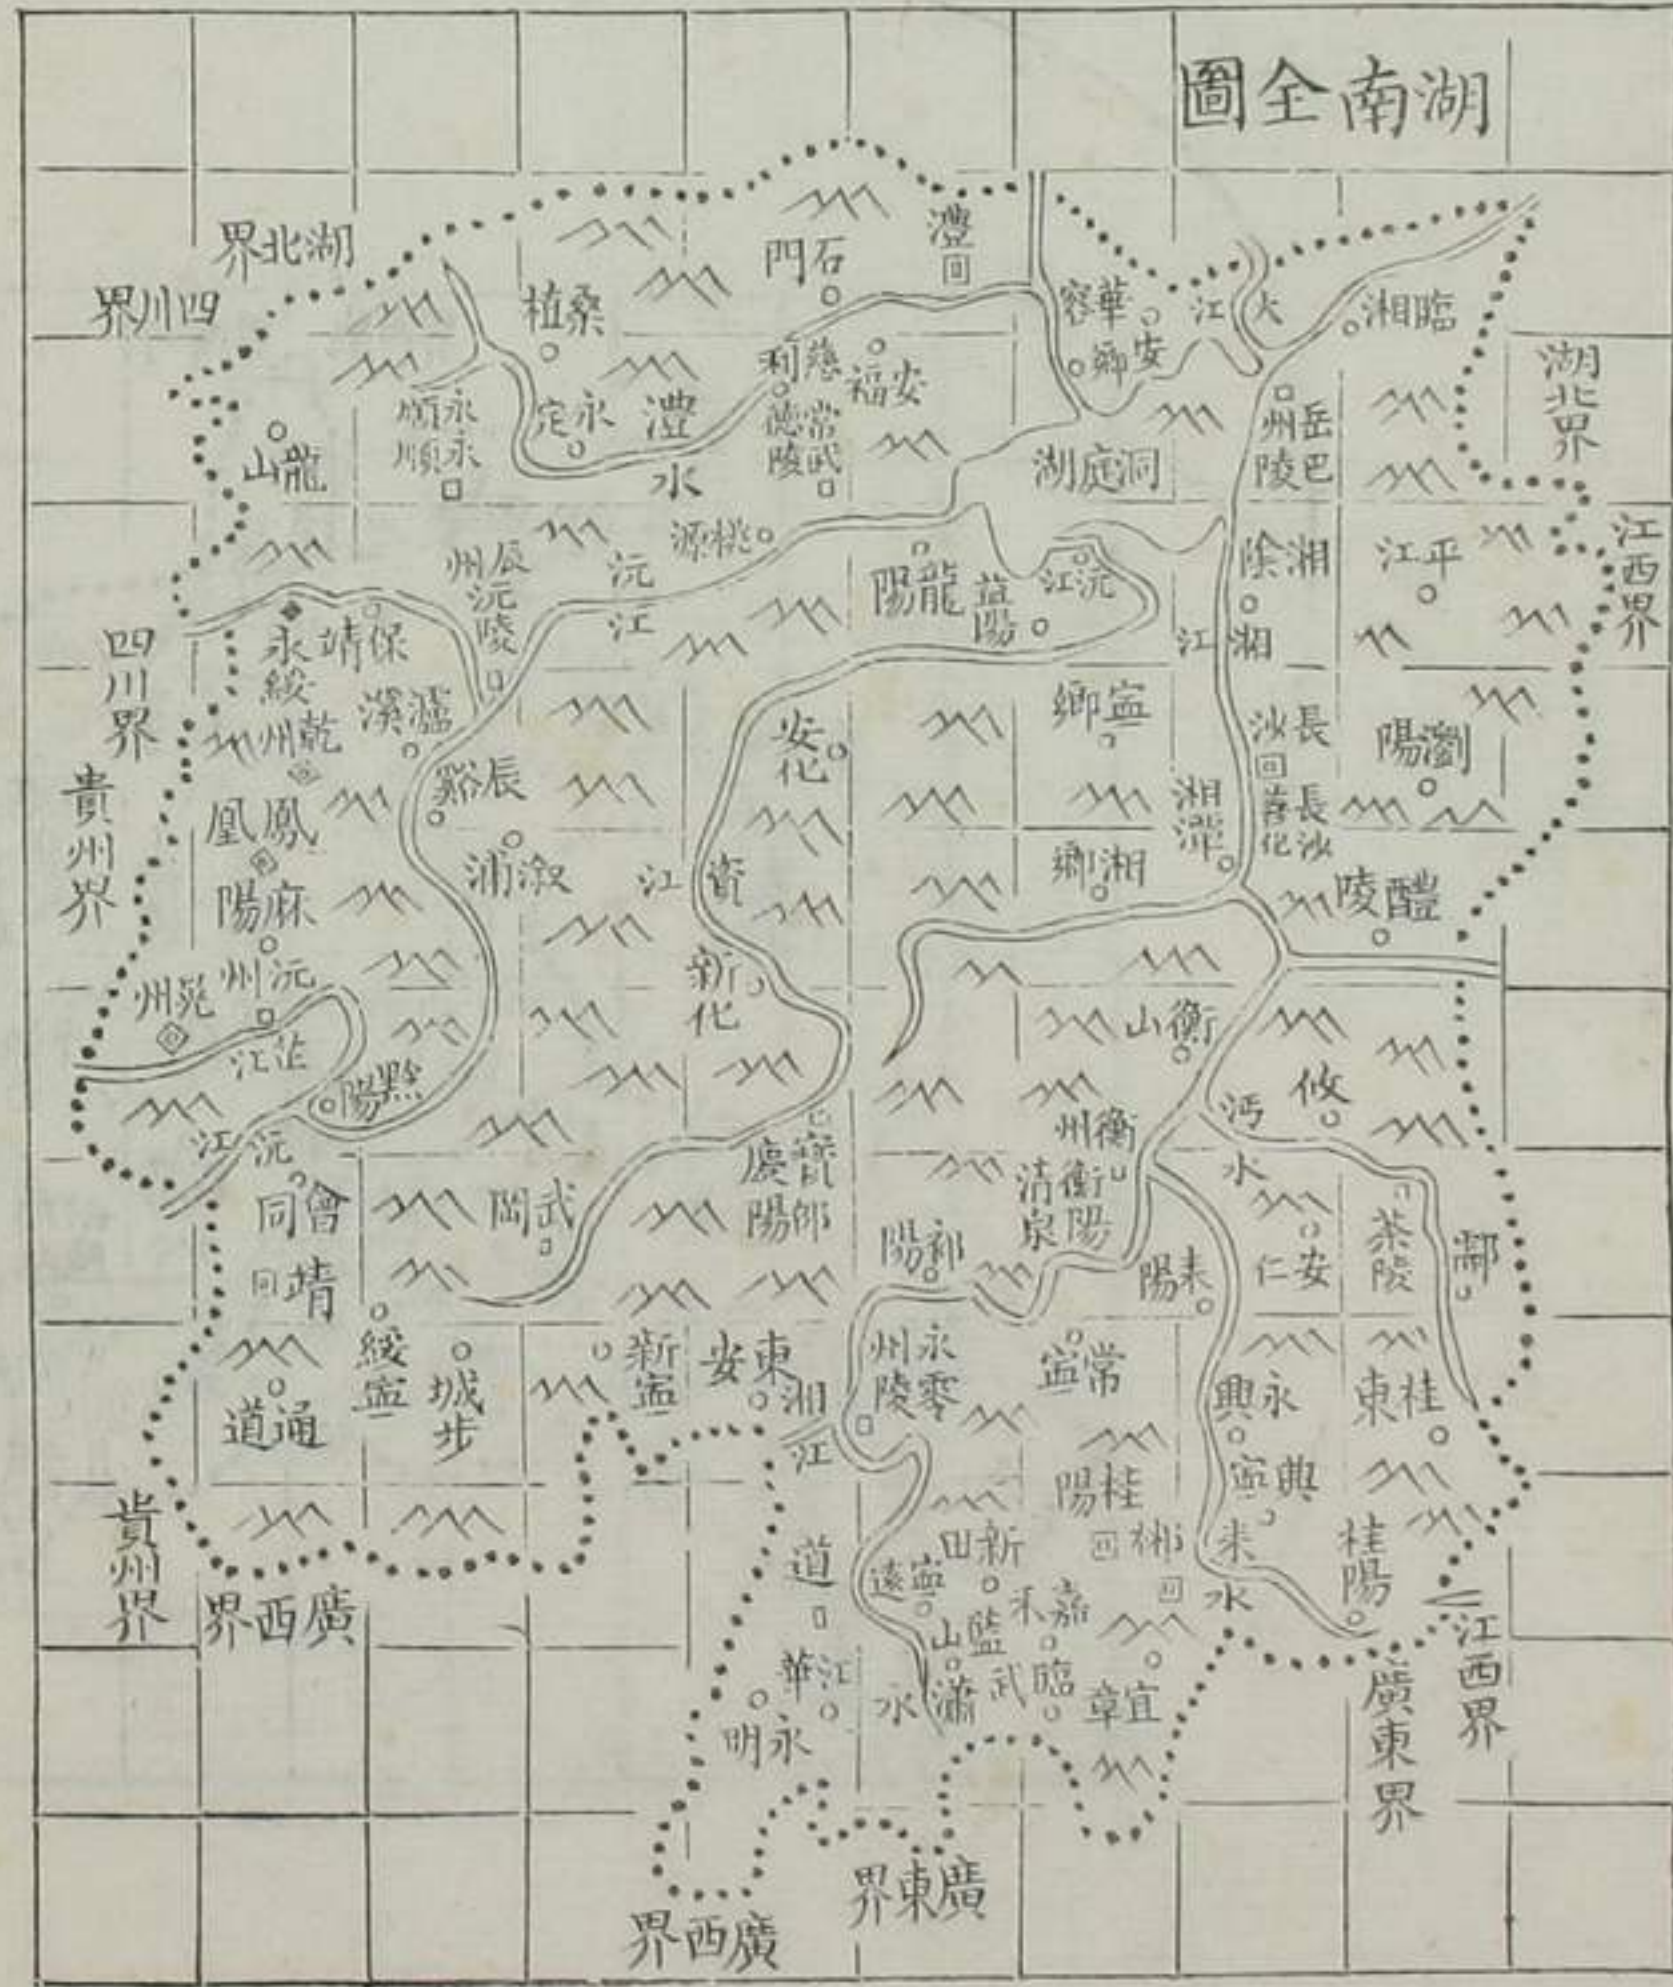 湖南全圖
湖北界
四川界
湖北界
江西界
四川界
貴州界
貴州界
廣西界
廣西界
廣東界
廣東界
江西界
澧
石門
桑植
華容
安鄉
大江
臨湘
慈利
安福
永順
永順
永定
澧水
常德
武陵
岳州
巴陵
洞庭湖
龍山
桃源
辰州
沅陵
沅江
龍陽
益陽
沅江
湘陰
平江
湘江
保靖
永綏
乾州
瀘溪
辰谿
鳳凰
麻陽
漵浦
資江
安化
寧鄉
長沙
長沙
善化
瀏陽
湘潭
湘鄉
醴陵
新化
沅州
晃州
芷江
黔陽
衡山
攸
沔水
衡州
衡陽
清泉
沅江
會同
靖
武岡
寶慶
邵陽
祁陽
耒陽
安仁
茶陵
酃
通道
綏寧
城步
新寧
東安
湘江
永州
零陵
常寧
永興
桂東
桂陽
興寧
郴
耒水
桂陽
道
新田
寧遠
嘉禾
藍山
臨武
宜章
江華
永明
瀟水